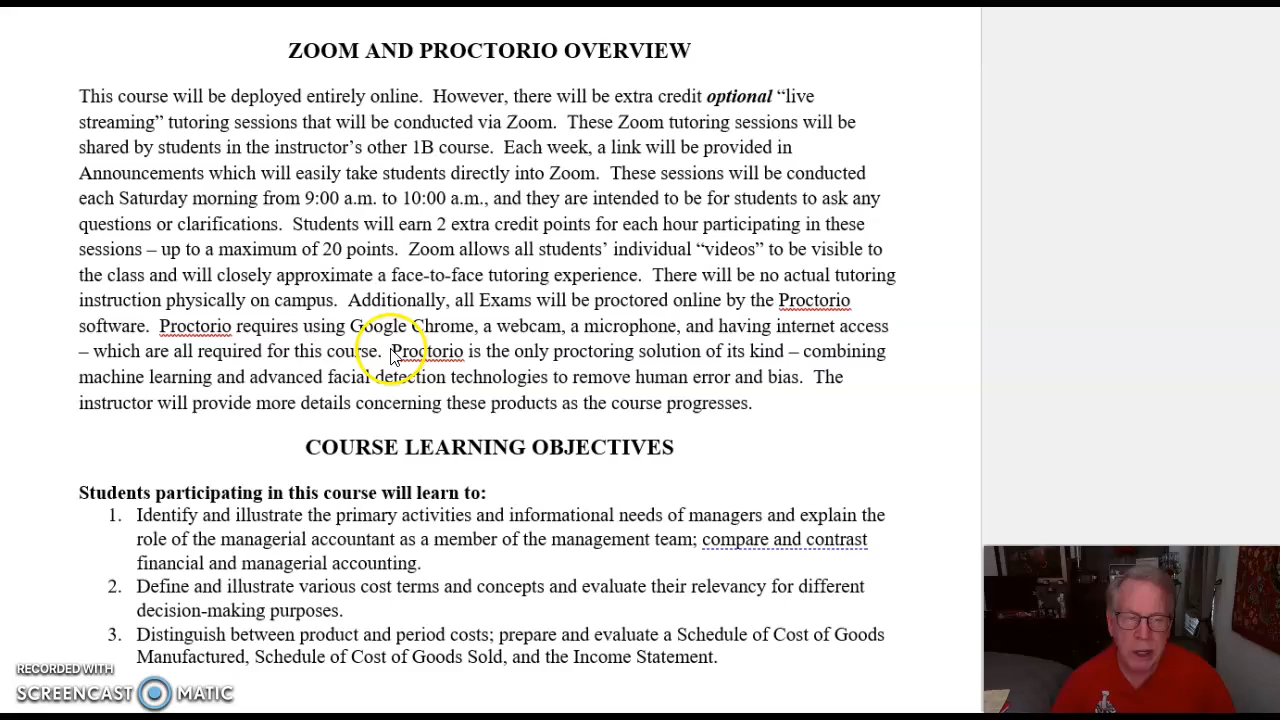 ZOOM AND PROCTORIO OVERVIEW
This course will be deployed entirely online.  However, there will be extra credit optional “live
streaming” tutoring sessions that will be conducted via Zoom.  These Zoom tutoring sessions will be
shared by students in the instructor’s other 1B course.  Each week, a link will be provided in
Announcements which will easily take students directly into Zoom.  These sessions will be conducted
each Saturday morning from 9:00 a.m. to 10:00 a.m., and they are intended to be for students to ask any
questions or clarifications.  Students will earn 2 extra credit points for each hour participating in these
sessions – up to a maximum of 20 points.  Zoom allows all students’ individual “videos” to be visible to
the class and will closely approximate a face-to-face tutoring experience.  There will be no actual tutoring
instruction physically on campus.  Additionally, all Exams will be proctored online by the Proctorio
software.  Proctorio requires using Google Chrome, a webcam, a microphone, and having internet access
– which are all required for this course.  Proctorio is the only proctoring solution of its kind – combining
machine learning and advanced facial detection technologies to remove human error and bias.  The
instructor will provide more details concerning these products as the course progresses.
COURSE LEARNING OBJECTIVES
Students participating in this course will learn to:
1. Identify and illustrate the primary activities and informational needs of managers and explain the
role of the managerial accountant as a member of the management team; compare and contrast
financial and managerial accounting.
2. Define and illustrate various cost terms and concepts and evaluate their relevancy for different
decision-making purposes.
3. Distinguish between product and period costs; prepare and evaluate a Schedule of Cost of Goods
Manufactured, Schedule of Cost of Goods Sold, and the Income Statement.
RECORDED WITH
SCREENCAST MATIC